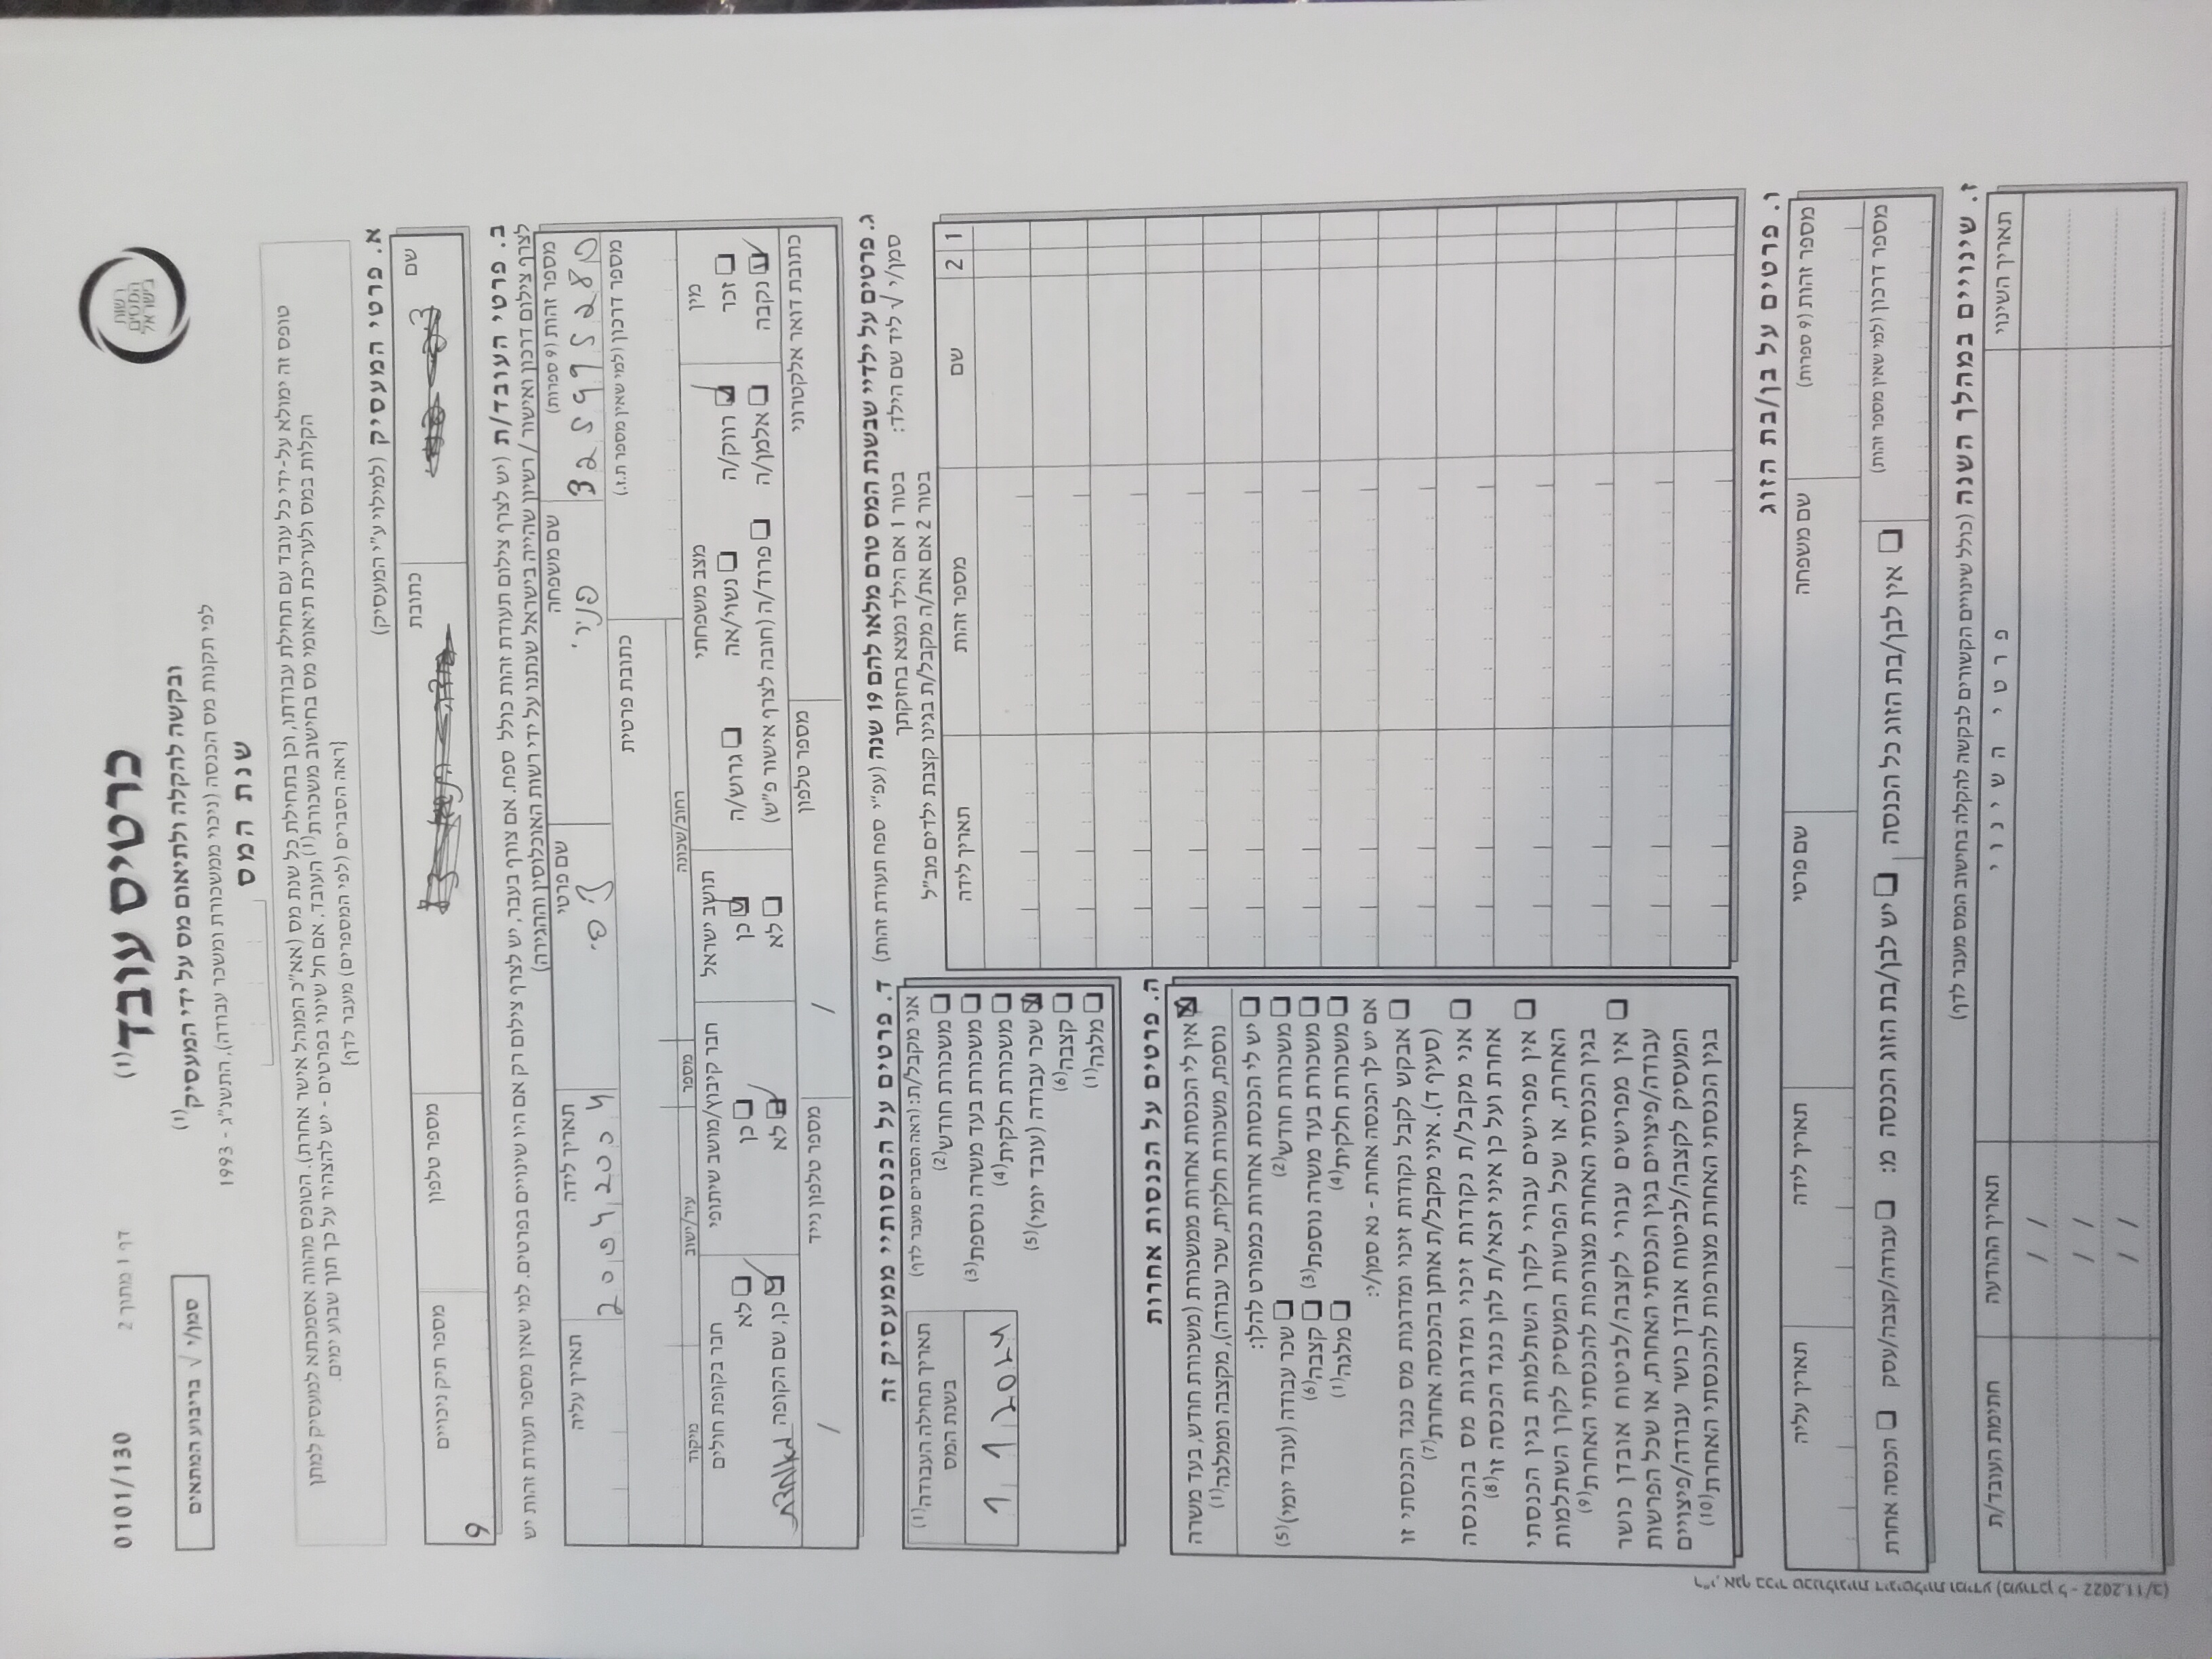 רשות
המסים
בישראל
כרטיס עובד(1)
דף 1 מתוך 2
0101/130
ובקשה להקלה ולתיאום מס על ידי המעסיק(1)
סמן/י √ בריבוע המתאים
לפי תקנות מס הכנסה (ניכוי ממשכורת ומשכר עבודה), התשנ"ג - 1993
שנת המס
טופס זה ימולא על-ידי כל עובד עם תחילת עבודתו, וכן בתחילת כל שנת מס (אא"כ המנהל אישר אחרת). הטופס מהווה אסמכתא למעסיק למתן
הקלות במס ולעריכת תיאומי מס בחישוב משכורת(1) העובד. אם חל שינוי בפרטים - יש להצהיר על כך תוך שבוע ימים.
{ראה הסברים (לפי המספרים) מעבר לדף}
א. פרטי המעסיק (למילוי ע"י המעסיק)
שם כתובת מספר טלפון מספר תיק ניכויים
9
ב. פרטי העובד/ת (יש לצרף צילום תעודת זהות כולל ספח. אם צורף בעבר, יש לצרף צילום רק אם היו שינויים בפרטים. למי שאין מספר תעודת זהות יש
לצרף צילום דרכון ואישור / רשיון שהייה בישראל שנתנו על ידי רשות האוכלוסין וההגירה)
מספר זהות (9 ספרות) שם משפחה שם פרטי תאריך לידה תאריך עליה
325995280 פנירי ציפי 20042004
מספר דרכון (למי שאין מספר ת.ז.) כתובת פרטית
רחוב/שכונה מספר עיר/ישוב מיקוד
מין מצב משפחתי תושב ישראל חבר קיבוץ/מושב שיתופי חבר בקופת חולים
זכר רווק/ה נשוי/אה גרוש/ה כן כן לא
נקבה אלמן/ה פרוד/ה (חובה לצרף אישור פ"ש) לא לא כן, שם הקופה מאוחדת
כתובת דואר אלקטרוני מספר טלפון מספר טלפון נייד
/ /
ג. פרטים על ילדיי שבשנת המס טרם מלאו להם 19 שנה (עפ"י ספח תעודת זהות)
סמן/י √ ליד שם הילד: בטור 1 אם הילד נמצא בחזקתך
בטור 2 אם את/ה מקבל/ת בגינו קצבת ילדים מב"ל
1 2 שם מספר זהות תאריך לידה
ד. פרטים על הכנסותיי ממעסיק זה
אני מקבל/ת: (ראה הסברים מעבר לדף)
משכורת חודש(2)
משכורת בעד משרה נוספת(3)
משכורת חלקית(4)
שכר עבודה (עובד יומי)(5)
קצבה(6)
מלגה(1)
תאריך תחילה העבודה(1)
בשנת המס
1 1 2024
ה. פרטים על הכנסות אחרות
אין לי הכנסות אחרות ממשכורת (משכורת חודש, בעד משרה
נוספת, משכורת חלקית, שכר עבודה), מקצבה וממלגה(1)
יש לי הכנסות אחרות כמפורט להלן:
משכורת חודש(2) שכר עבודה (עובד יומי)(5)
משכורת בעד משרה נוספת(3) קצבה(6)
משכורת חלקית(4) מלגה(1)
אם יש לך הכנסה אחרת - נא סמן/י:
אבקש לקבל נקודות זיכוי ומדרגות מס כנגד הכנסתי זו
(סעיף ד). איני מקבל/ת אותן בהכנסה אחרת(7)
אני מקבל/ת נקודות זיכוי ומדרגות מס בהכנסה
אחרת ועל כן איני זכאי/ת להן כנגד הכנסה זו(8)
אין מפרישים עבורי לקרן השתלמות בגין הכנסתי
האחרת, או שכל הפרשות המעסיק לקרן השתלמות
בגין הכנסתי האחרת מצורפות להכנסתי האחרת(9)
אין מפרישים עבורי לקצבה/לביטוח אובדן כושר
עבודה/פיצויים בגין הכנסתי האחרת, או שכל הפרשות
המעסיק לקצבה/לביטוח אובדן כושר עבודה/פיצויים
בגין הכנסתי האחרת מצורפות להכנסתי האחרת(10)
ו. פרטים על בן/בת הזוג
מספר זהות (9 ספרות) שם משפחה שם פרטי תאריך לידה תאריך עליה
מספר דרכון (למי שאין מספר זהות) אין לבן/בת הזוג כל הכנסה יש לבן/בת הזוג הכנסה מ: עבודה/קצבה/עסק הכנסה אחרת
ז. שינויים במהלך השנה (כולל שינויים הקשורים לבקשה להקלה בחישוב המס מעבר לדף)
תאריך השינוי פרטי השינוי תאריך ההודעה חתימת העובד/ת
/ /
/ /
/ /
אגף בכיר טכנולוגיות דיגיטליות ומידע (מעודכן ל - 11.2022/ב)